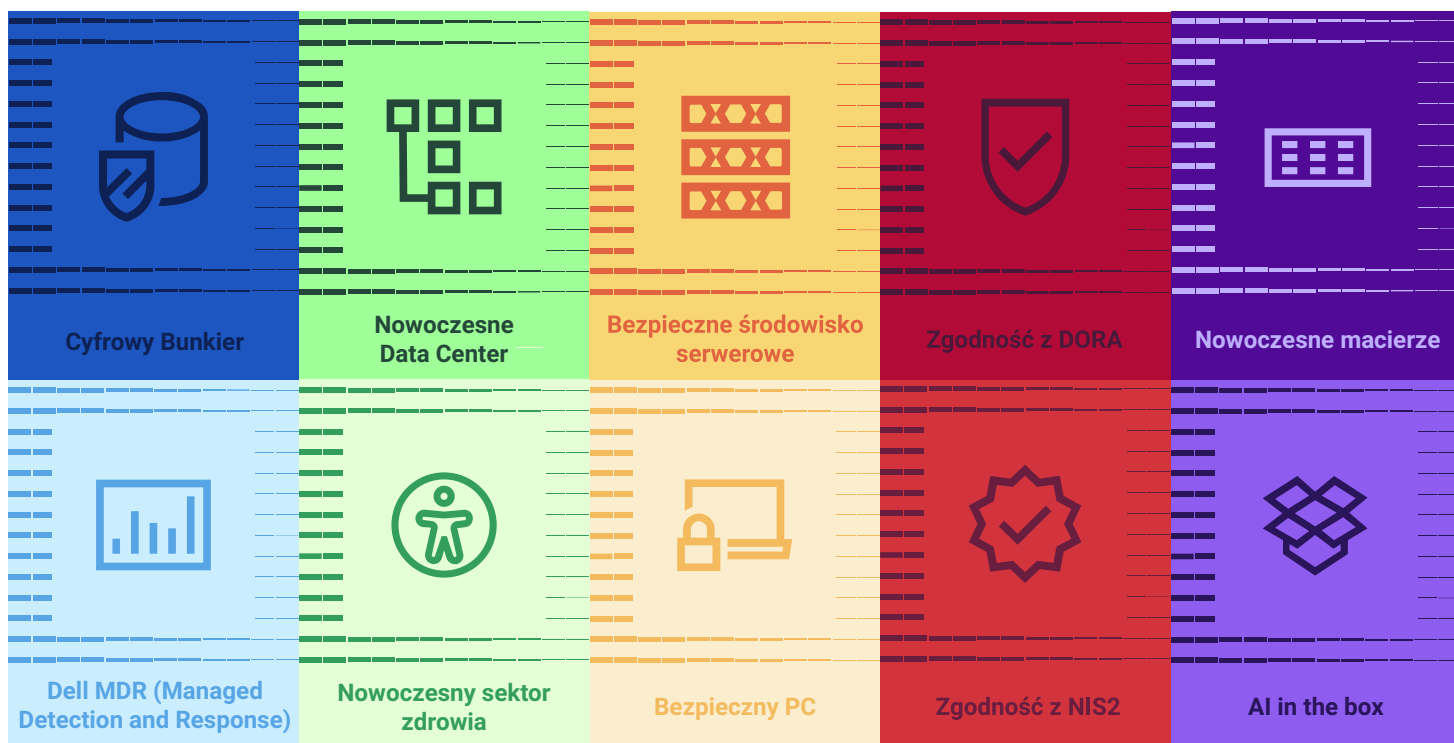 Cyfrowy Bunkier
Nowoczesne
Data Center
Bezpieczne środowisko
serwerowe
Zgodność z DORA
Nowoczesne macierze
Dell MDR (Managed
Detection and Response)
Nowoczesny sektor
zdrowia
Bezpieczny PC
Zgodność z NIS2
AI in the box